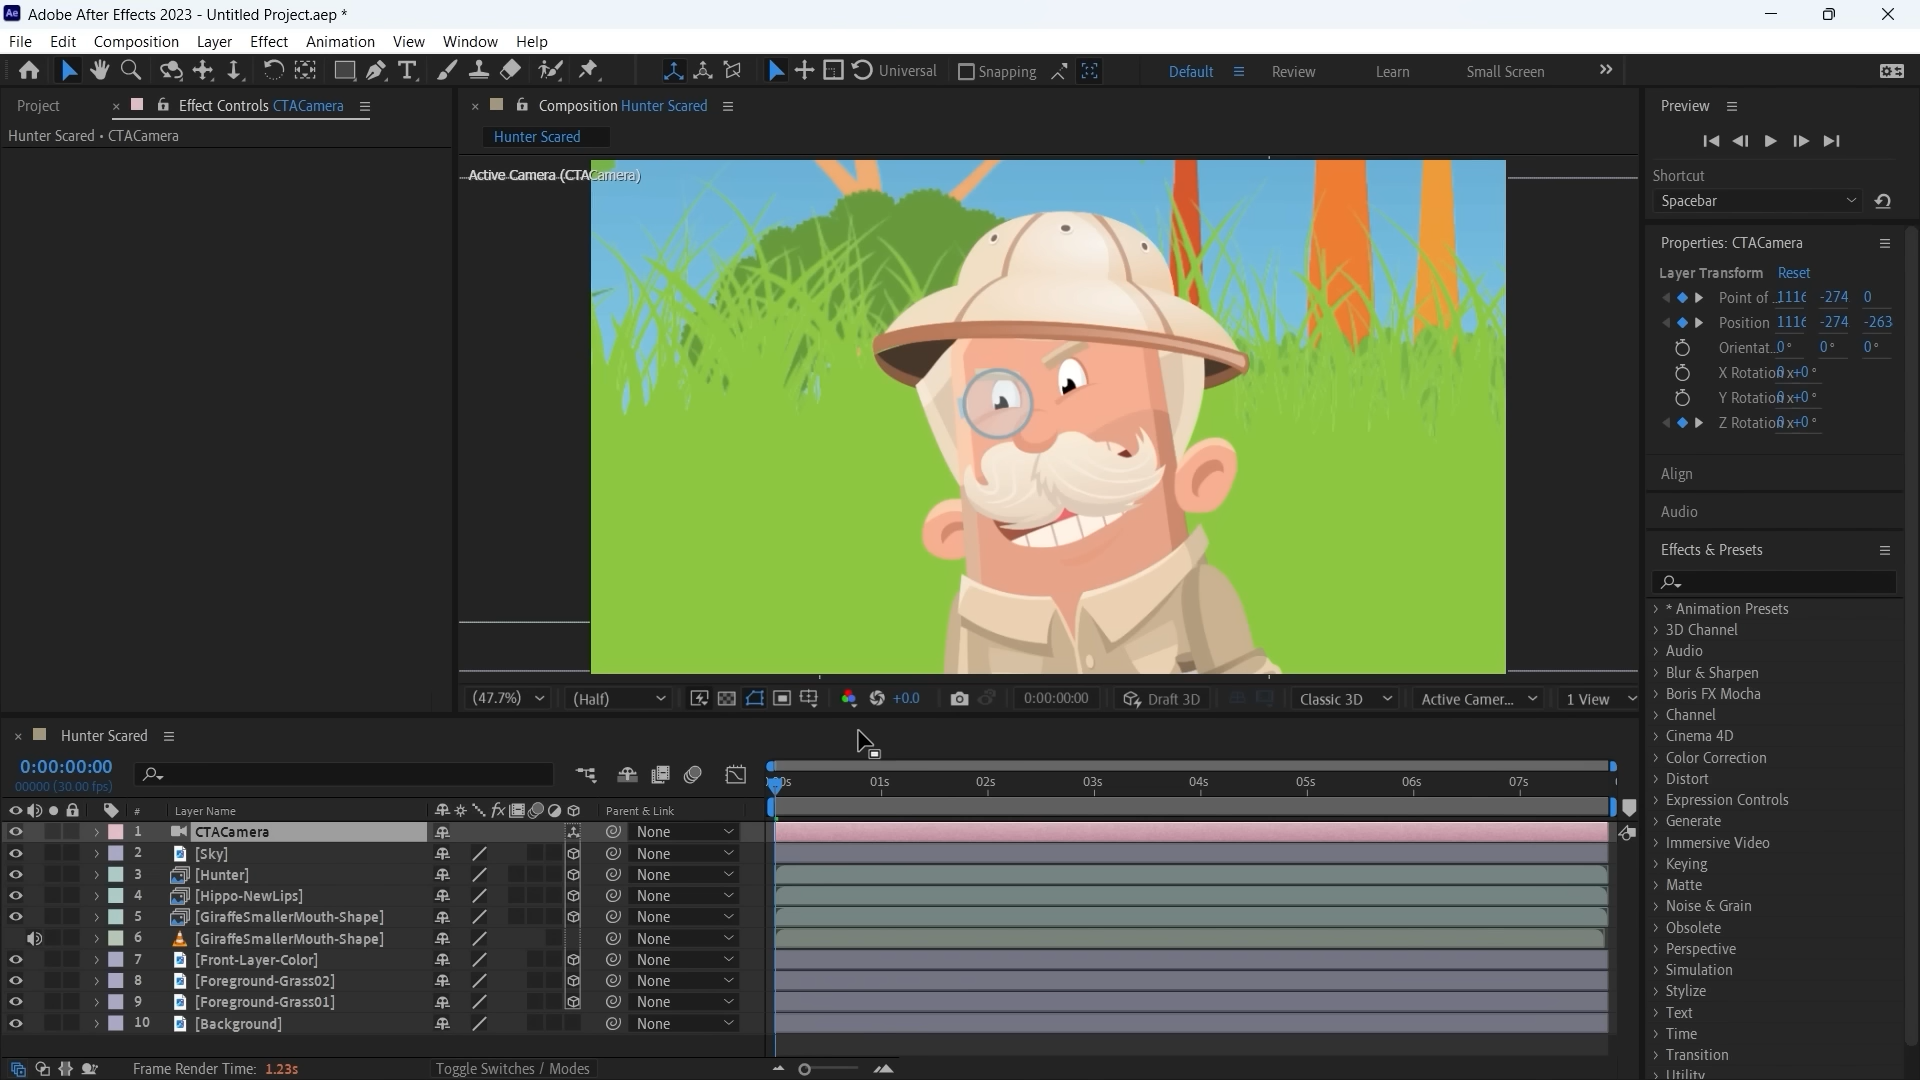 Adobe After Effects 2023 - Untitled Project.aep *
File Edit Composition Layer Effect Animation View Window Help
Universal Snapping Default Review Learn Small Screen
Project
Effect Controls CTACamera
Hunter Scared • CTACamera
Composition Hunter Scared
Hunter Scared
Active Camera (CTACamera)
(47.7%) (Half) +0.0 0:00:00:00 Draft 3D Classic 3D Active Camer... 1 View
Preview
Shortcut
Spacebar
Properties: CTACamera
Layer Transform Reset
Point of .. 1116 -274 0
Position 1116 -274 -263
Orientat... 0° 0° 0°
X Rotation 0x+0°
Y Rotation 0x+0°
Z Rotation 0x+0°
Align
Audio
Effects & Presets
* Animation Presets
3D Channel
Audio
Blur & Sharpen
Boris FX Mocha
Channel
Cinema 4D
Color Correction
Distort
Expression Controls
Generate
Immersive Video
Keying
Matte
Noise & Grain
Obsolete
Perspective
Simulation
Stylize
Text
Time
Transition
Utility
Hunter Scared
0:00:00:00
00000 (30.00 fps)
01s 02s 03s 04s 05s 06s 07s
# Layer Name Parent & Link
1 CTACamera None
2 [Sky] None
3 [Hunter] None
4 [Hippo-NewLips] None
5 [GiraffeSmallerMouth-Shape] None
6 [GiraffeSmallerMouth-Shape] None
7 [Front-Layer-Color] None
8 [Foreground-Grass02] None
9 [Foreground-Grass01] None
10 [Background] None
Frame Render Time: 1.23s
Toggle Switches / Modes